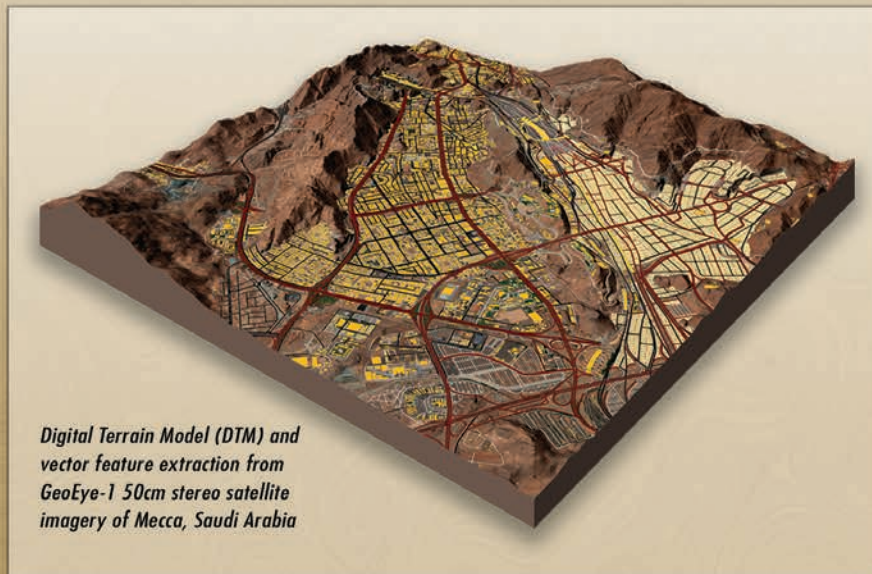 Digital Terrain Model (DTM) and
vector feature extraction from
GeoEye-1 50cm stereo satellite
imagery of Mecca, Saudi Arabia